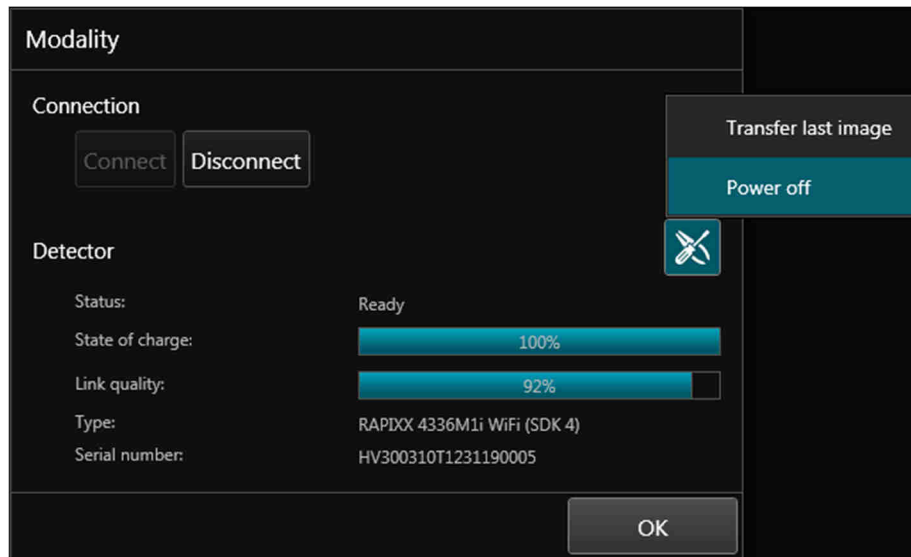 Modality
Connection
Connect
Disconnect
Transfer last image
Power off
Detector
Status:
Ready
State of charge:
100%
Link quality:
92%
Type:
RAPIXX 4336M1i WiFi (SDK 4)
Serial number:
HV300310T1231190005
OK